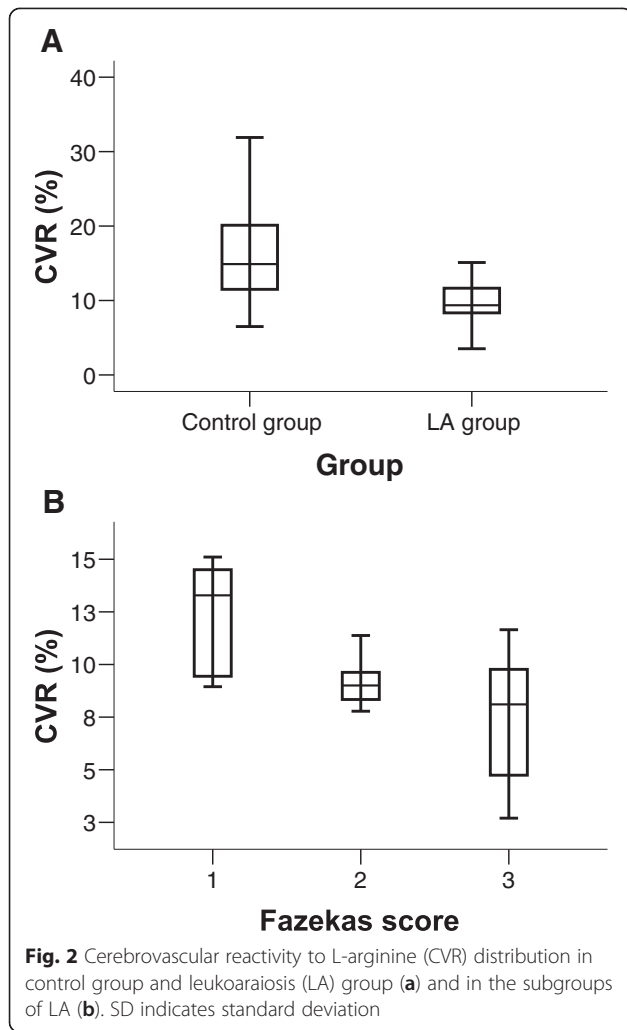 A
40
30
20
10
0
CVR (%)
Control group LA group
Group
B
15
13
10
8
5
3
CVR (%)
1 2 3
Fazekas score
Fig. 2 Cerebrovascular reactivity to L-arginine (CVR) distribution in
control group and leukoaraiosis (LA) group (a) and in the subgroups
of LA (b). SD indicates standard deviation